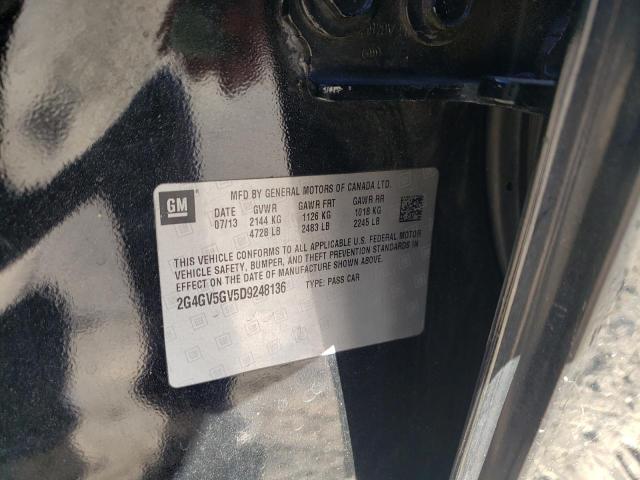 GM
MFD BY GENERAL MOTORS OF CANADA LTD.
DATE GVWR GAWR FRT GAWR RR
07/13 2144 KG 1126 KG 1018 KG
4728 LB 2483 LB 2245 LB
THIS VEHICLE CONFORMS TO ALL APPLICABLE U.S. FEDERAL MOTOR
VEHICLE SAFETY, BUMPER, AND THEFT PREVENTION STANDARDS IN
EFFECT ON THE DATE OF MANUFACTURE SHOWN ABOVE.
2G4GV5GV5D9248136 TYPE: PASS CAR